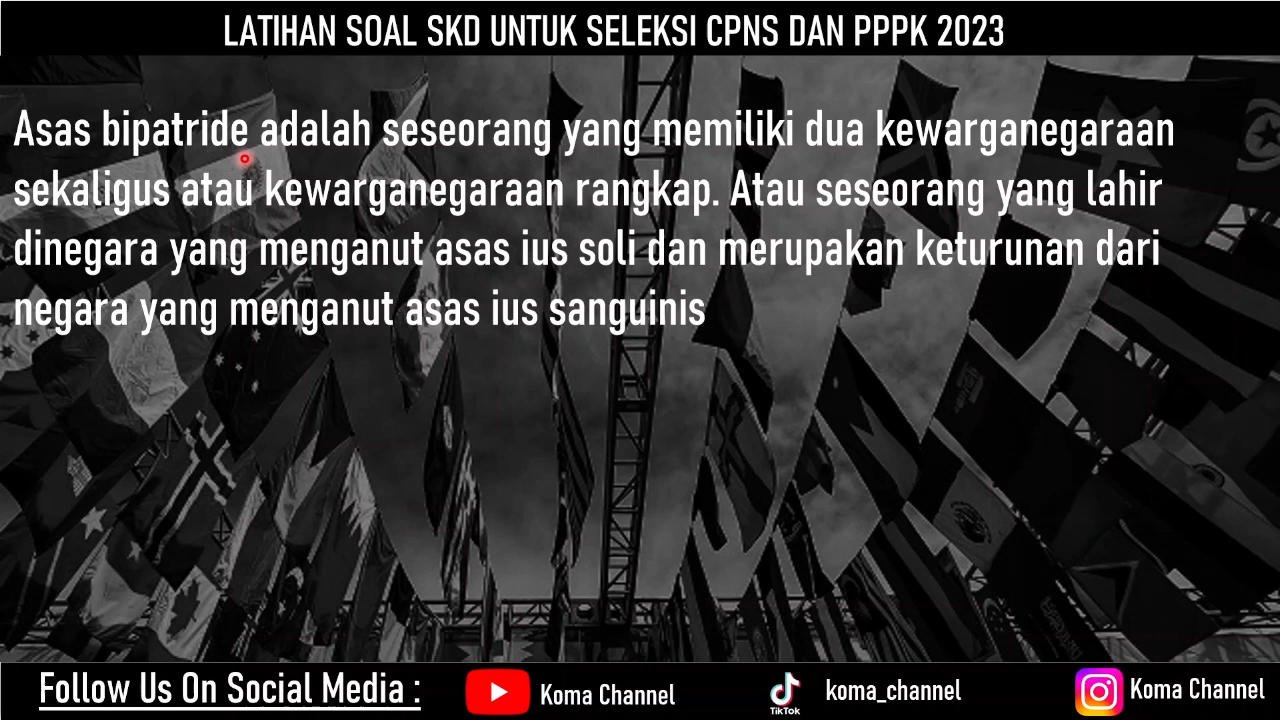 LATIHAN SOAL SKD UNTUK SELEKSI CPNS DAN PPPK 2023
Asas bipatride adalah seseorang yang memiliki dua kewarganegaraan
sekaligus atau kewarganegaraan rangkap. Atau seseorang yang lahir
dinegara yang menganut asas ius soli dan merupakan keturunan dari
negara yang menganut asas ius sanguinis
Follow Us On Social Media :
Koma Channel
TikTok
koma_channel
Koma Channel